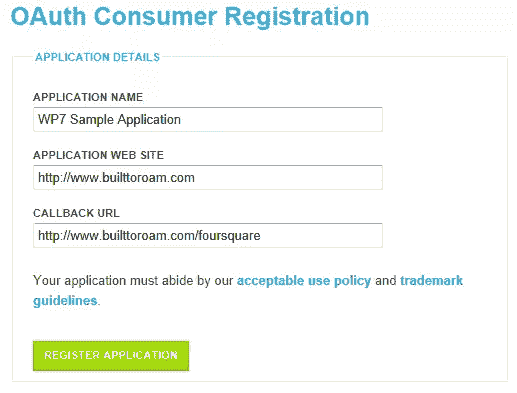 OAuth Consumer Registration
APPLICATION DETAILS
APPLICATION NAME
WP7 Sample Application
APPLICATION WEB SITE
http://www.builttoroam.com
CALLBACK URL
http://www.builttoroam.com/foursquare
Your application must abide by our acceptable use policy and trademark
guidelines.
REGISTER APPLICATION